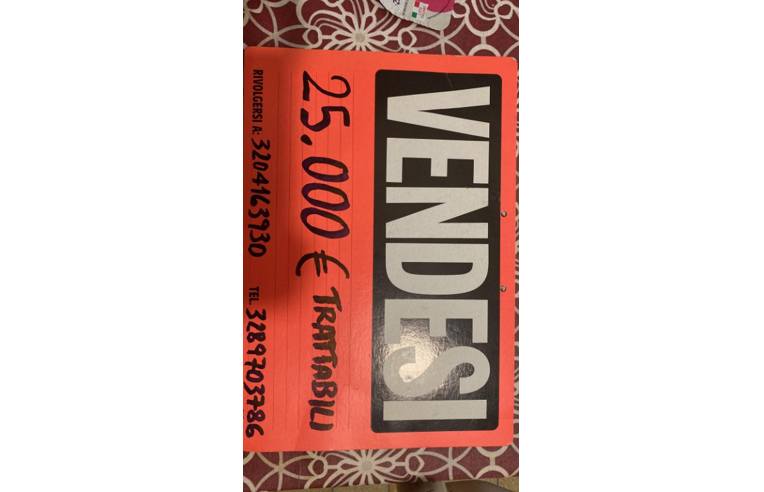 VENDESI
25.000 € TRATTABILI
RIVOLGERSI A: 3204163930 TEL. 3289703786